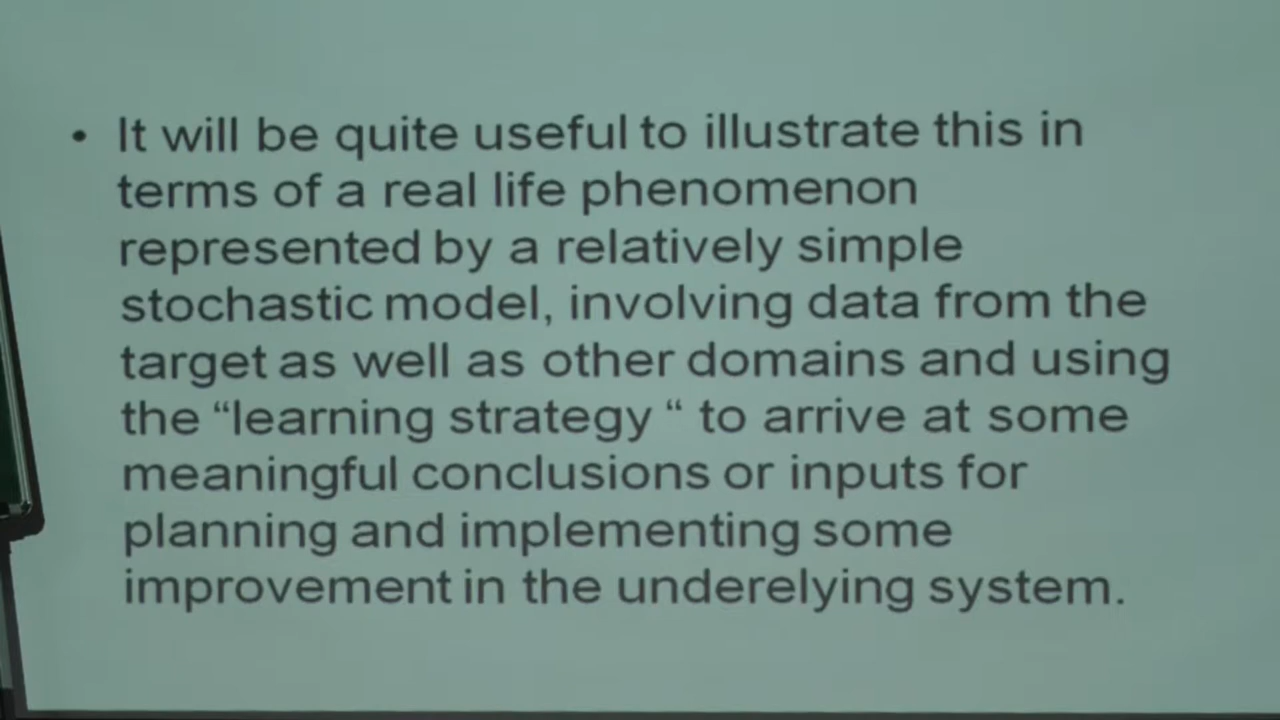 • It will be quite useful to illustrate this in
terms of a real life phenomenon
represented by a relatively simple
stochastic model, involving data from the
target as well as other domains and using
the “learning strategy “ to arrive at some
meaningful conclusions or inputs for
planning and implementing some
improvement in the underelying system.